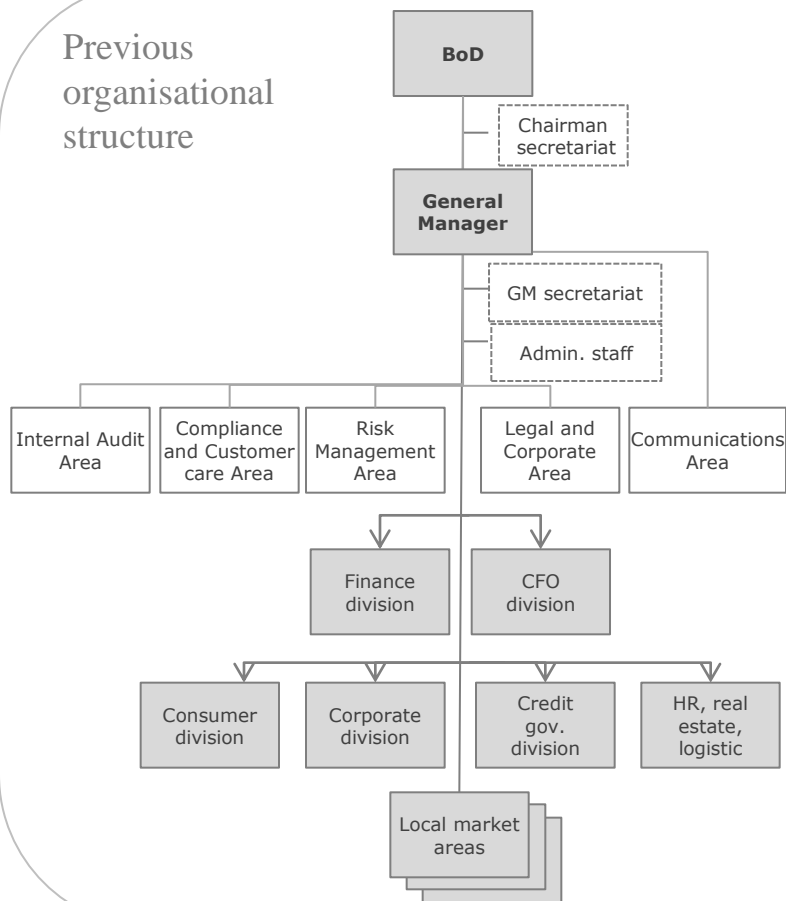 Previous
organisational
structure
BoD
Chairman
secretariat
General
Manager
GM secretariat
Admin. staff
Internal Audit
Area
Compliance
and Customer
care Area
Risk
Management
Area
Legal and
Corporate
Area
Communications
Area
Finance
division
CFO
division
Consumer
division
Corporate
division
Credit
gov.
division
HR, real
estate,
logistic
Local market
areas